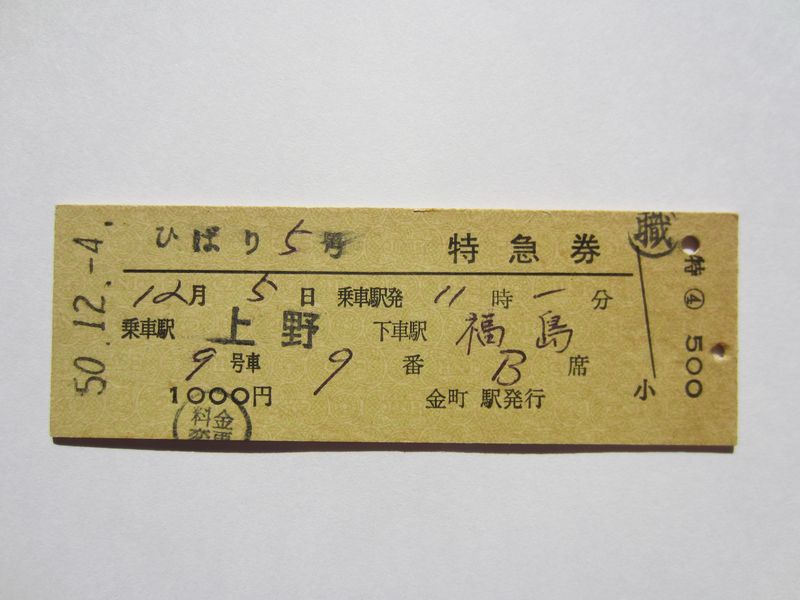 50.12.-4.
ひばり 5 号 特急券
12月 5日 乗車駅発 11時 一分
乗車駅 上野 下車駅 福島
9 号車 9 番 B 席
1000円 金町 駅発行
料金
変更
職
小
特 ④ 500